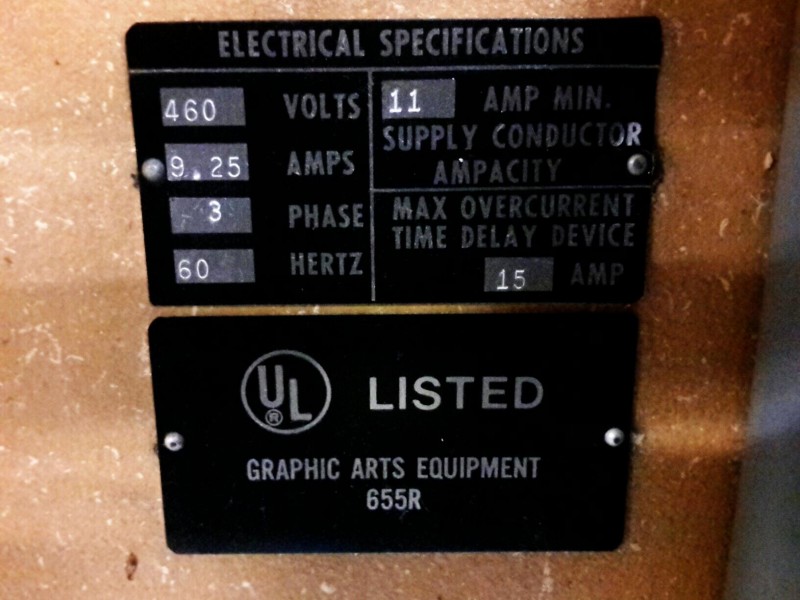 ELECTRICAL SPECIFICATIONS
460 VOLTS
9.25 AMPS
3 PHASE
60 HERTZ
11 AMP MIN.
SUPPLY CONDUCTOR
AMPACITY
MAX OVERCURRENT
TIME DELAY DEVICE
15 AMP
UL® LISTED
GRAPHIC ARTS EQUIPMENT
655R